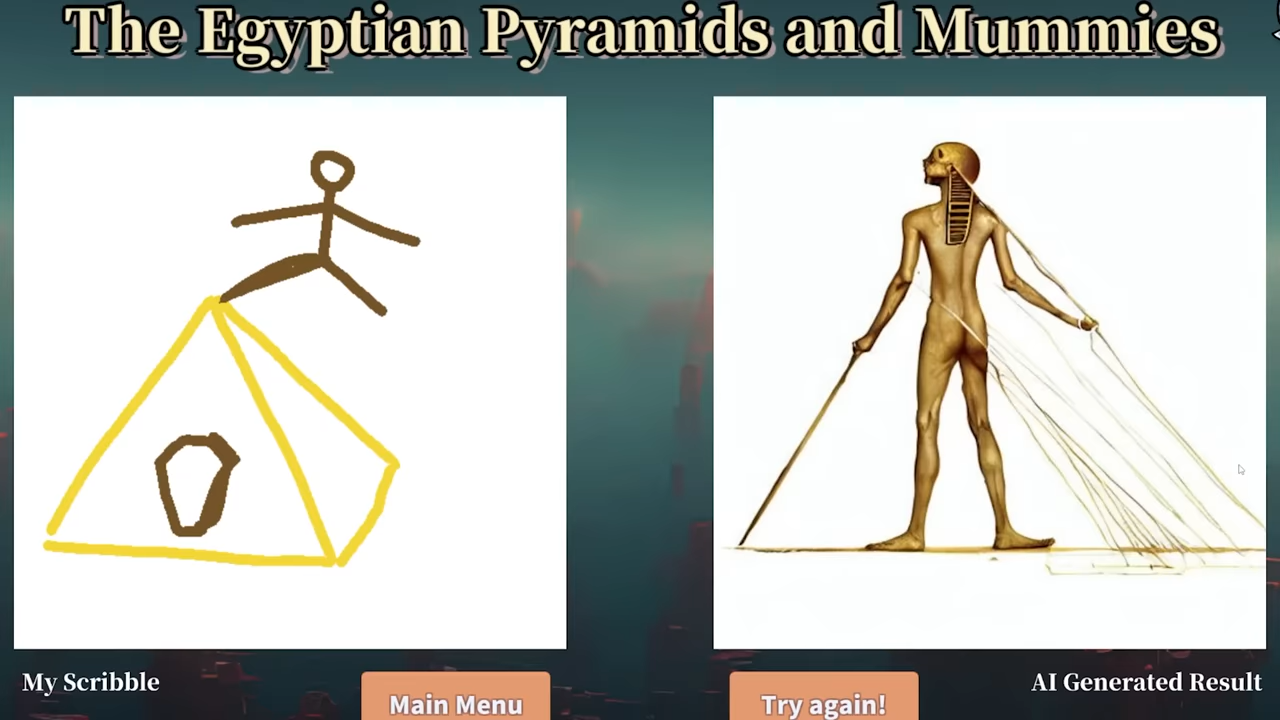 The Egyptian Pyramids and Mummies
My Scribble
AI Generated Result
Main Menu
Try again!